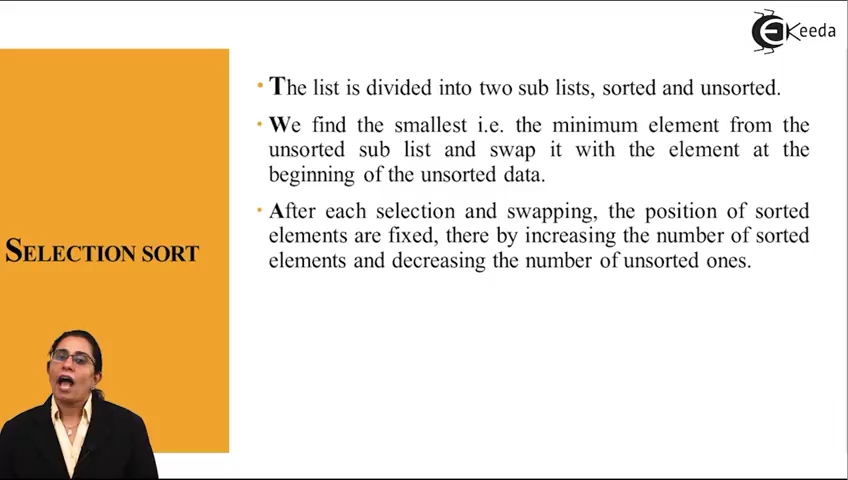 EKeeda
• The list is divided into two sub lists, sorted and unsorted.
• We find the smallest i.e. the minimum element from the
unsorted sub list and swap it with the element at the
beginning of the unsorted data.
• After each selection and swapping, the position of sorted
elements are fixed, there by increasing the number of sorted
elements and decreasing the number of unsorted ones.
SELECTION SORT